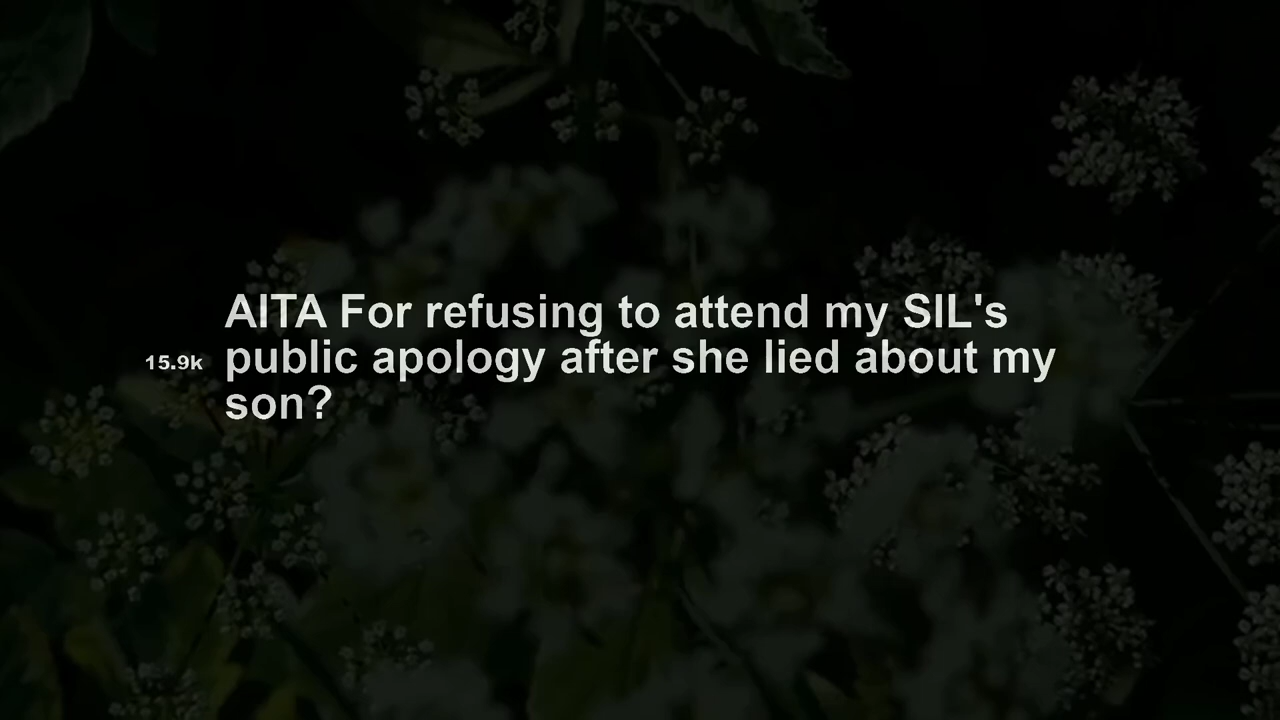 AITA For refusing to attend my SIL's
15.9k public apology after she lied about my
son?